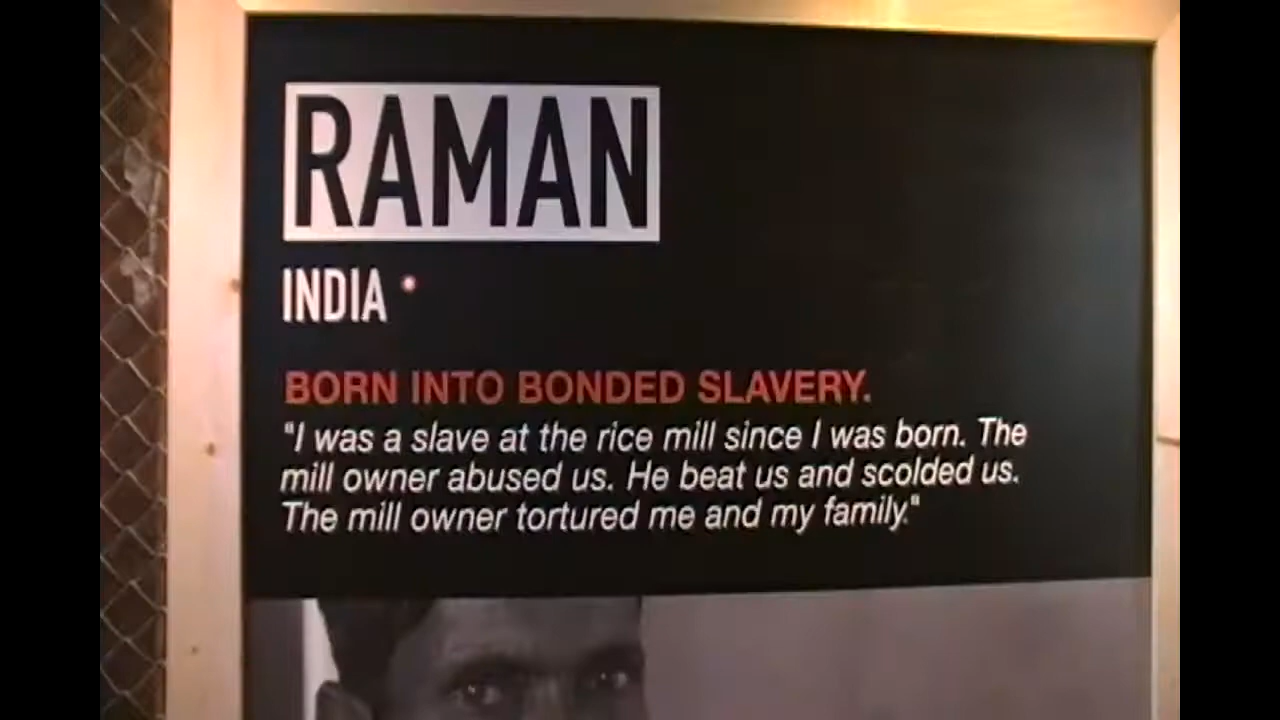 RAMAN
INDIA
BORN INTO BONDED SLAVERY.
"I was a slave at the rice mill since I was born. The
mill owner abused us. He beat us and scolded us.
The mill owner tortured me and my family."